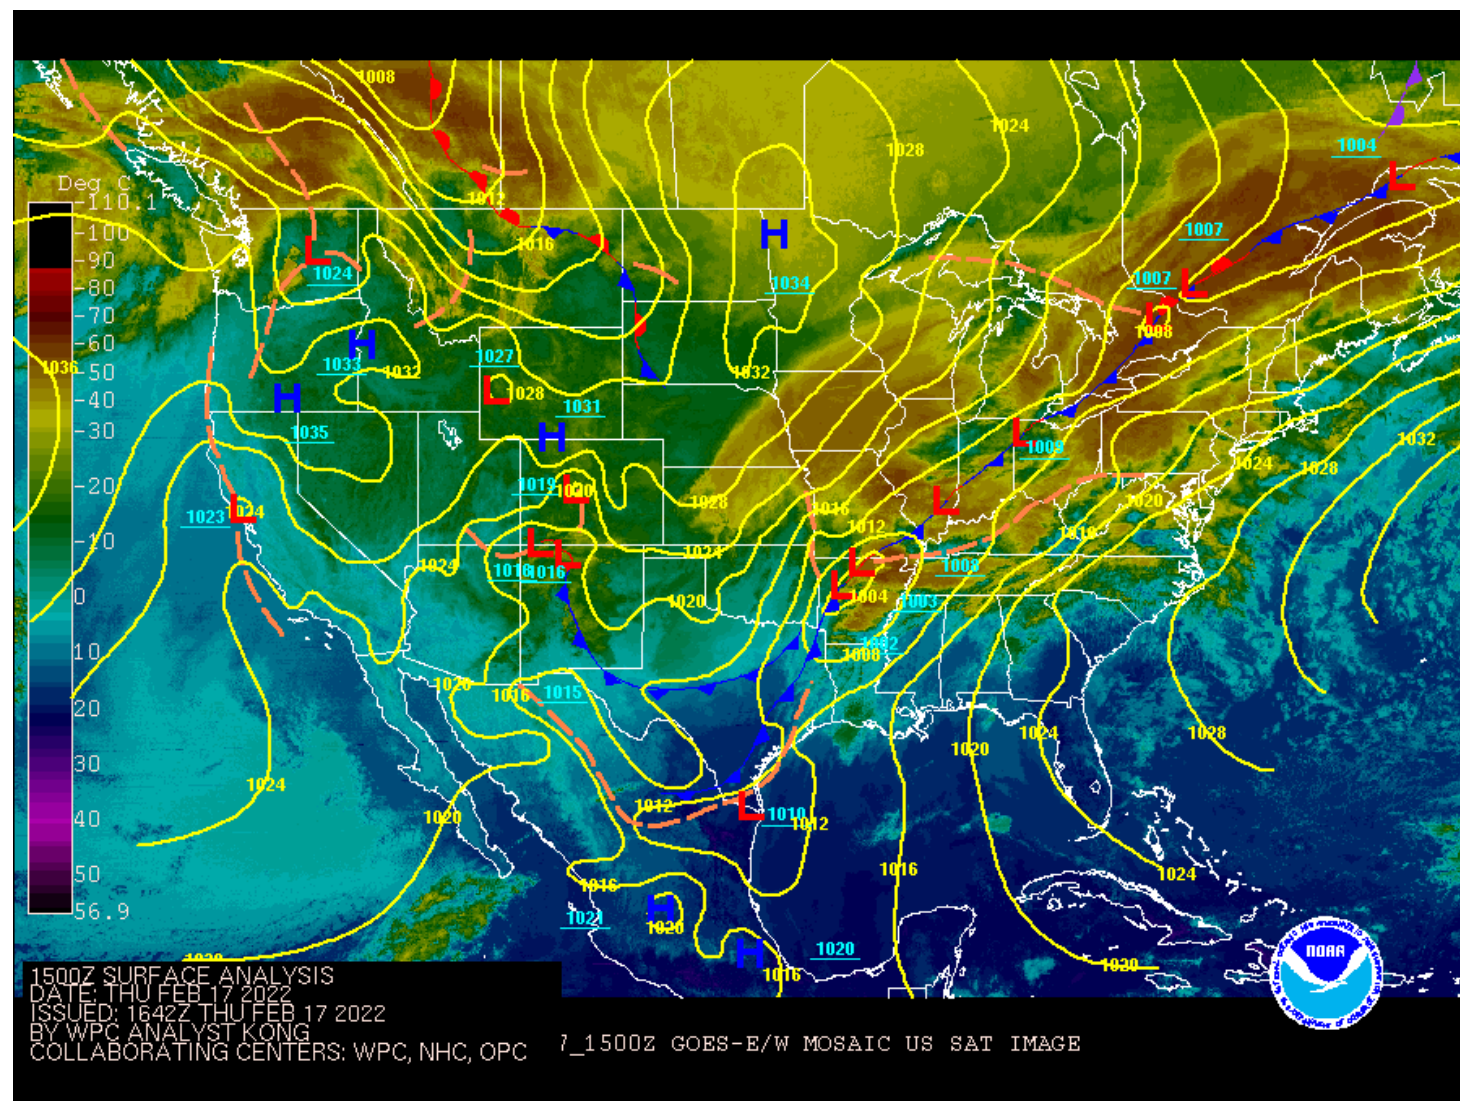 1008
1024
1028
1004
Deg C
-110.1
1012
-100
1036
1016
1007
-90
1024
1034
1007
-80
1008
-70
-60
1033
1032
1027
1032
-50
1028
-40
1031
1035
-30
1009
1032
1024
1028
-20
1019
1020
1028
1020
1023
1024
1016
1012
1016
-10
1024
1018
1016
1024
1008
0
1020
1004
1003
10
1002
1008
1020
1016
1015
20
1020
1024
1028
30
1024
1012
1010
1012
1020
40
1016
1024
50
1016
56.9
1021
1020
1020
1016
1020
1020
NOAA
1500Z SURFACE ANALYSIS
DATE: THU FEB 17 2022
ISSUED: 1642Z THU FEB 17 2022
BY WPC ANALYST KONG
COLLABORATING CENTERS: WPC, NHC, OPC
7_1500Z GOES-E/W MOSAIC US SAT IMAGE
L
L
L
L
L
L
L
L
L
L
L
L
L
L
H
H
H
H
H
H